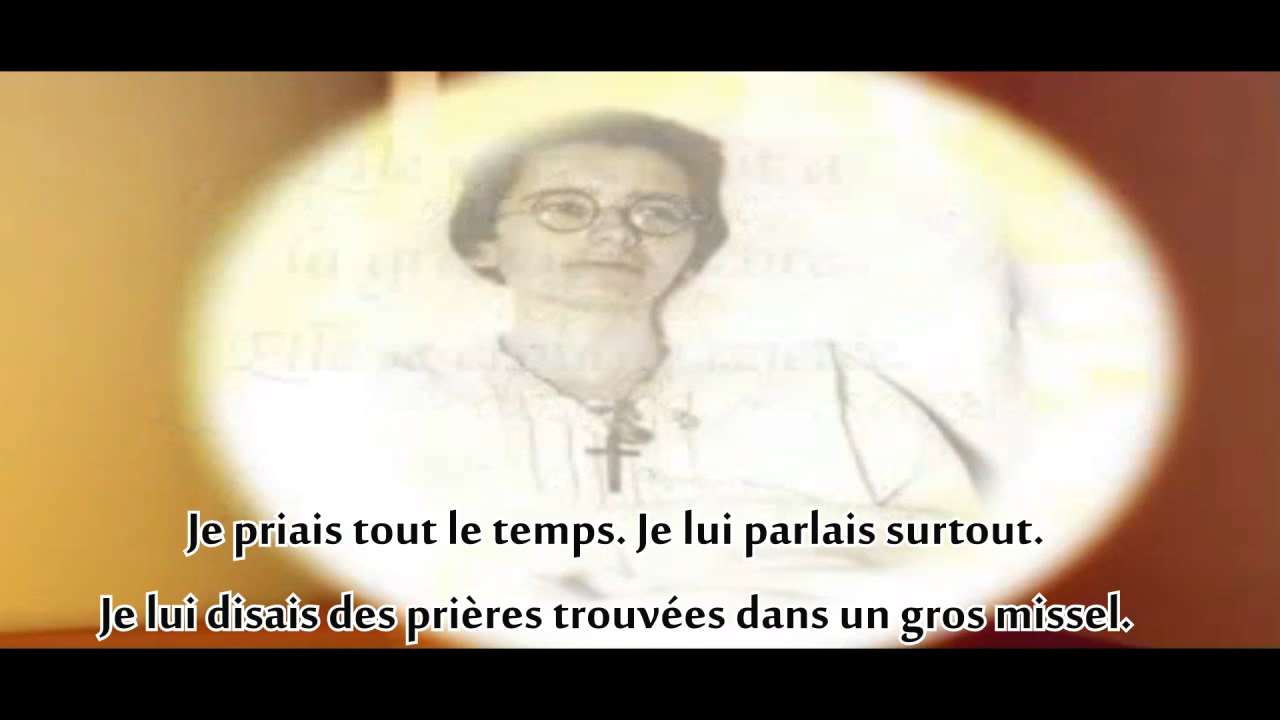 Je priais tout le temps. Je lui parlais surtout.
Je lui disais des prières trouvées dans un gros missel.